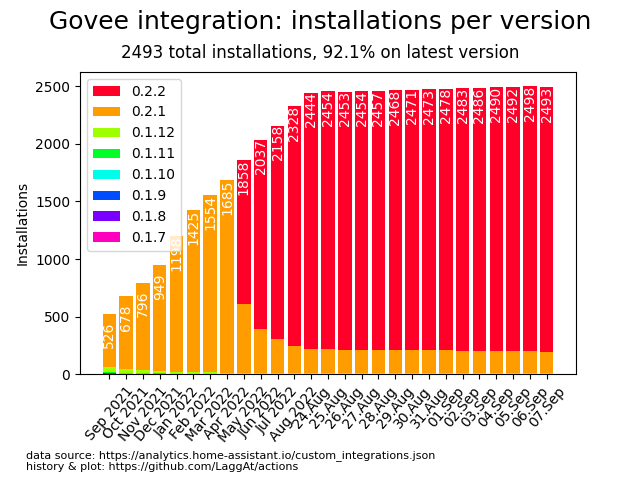 Govee integration: installations per version
2493 total installations, 92.1% on latest version
Installations
2500
2000
1500
1000
500
0
0.2.2
0.2.1
0.1.12
0.1.11
0.1.10
0.1.9
0.1.8
0.1.7
526
678
796
949
1198
1425
1554
1685
1858
2037
2158
2328
2444
2454
2453
2454
2457
2468
2471
2473
2478
2483
2486
2490
2492
2498
2493
Sep 2021
Oct 2021
Nov 2021
Dec 2021
Jan 2022
Feb 2022
Mar 2022
Apr 2022
May 2022
Jun 2022
Jul 2022
Aug 2022
24.Aug
25.Aug
26.Aug
27.Aug
28.Aug
29.Aug
30.Aug
31.Aug
01.Sep
02.Sep
03.Sep
04.Sep
05.Sep
06.Sep
07.Sep
data source: https://analytics.home-assistant.io/custom_integrations.json
history & plot: https://github.com/LaggAt/actions